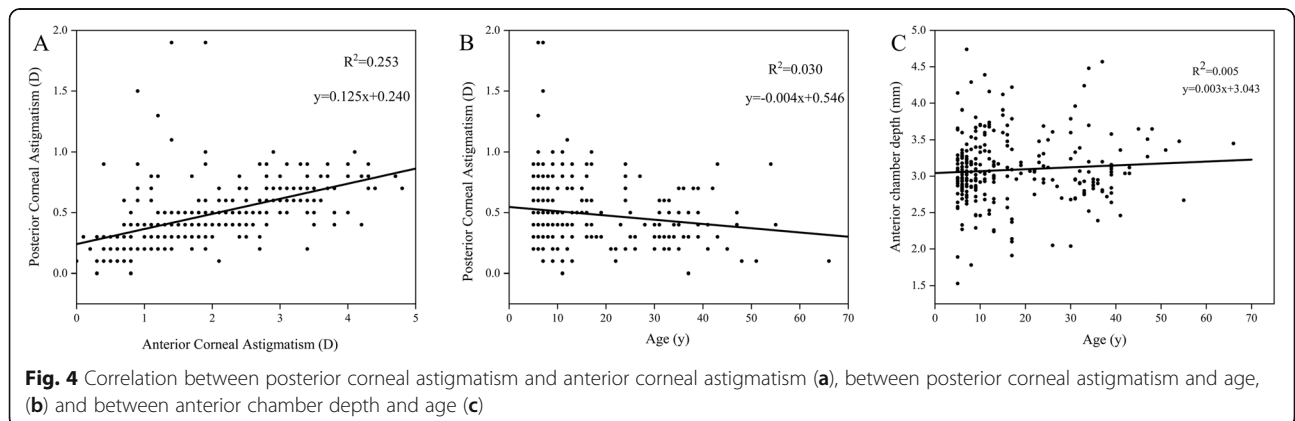 A
2.0
1.5
1.0
0.5
0.0
Posterior Corneal Astigmatism (D)
R²=0.253
y=0.125x+0.240
0 1 2 3 4 5
Anterior Corneal Astigmatism (D)
B
2.0
1.5
1.0
0.5
0.0
Posterior Corneal Astigmatism (D)
R²=0.030
y=-0.004x+0.546
0 10 20 30 40 50 60 70
Age (y)
C
5.0
4.5
4.0
3.5
3.0
2.5
2.0
1.5
Anterior chamber depth (mm)
R²=0.005
y=0.003x+3.043
0 10 20 30 40 50 60 70
Age (y)
Fig. 4 Correlation between posterior corneal astigmatism and anterior corneal astigmatism (a), between posterior corneal astigmatism and age,
(b) and between anterior chamber depth and age (c)